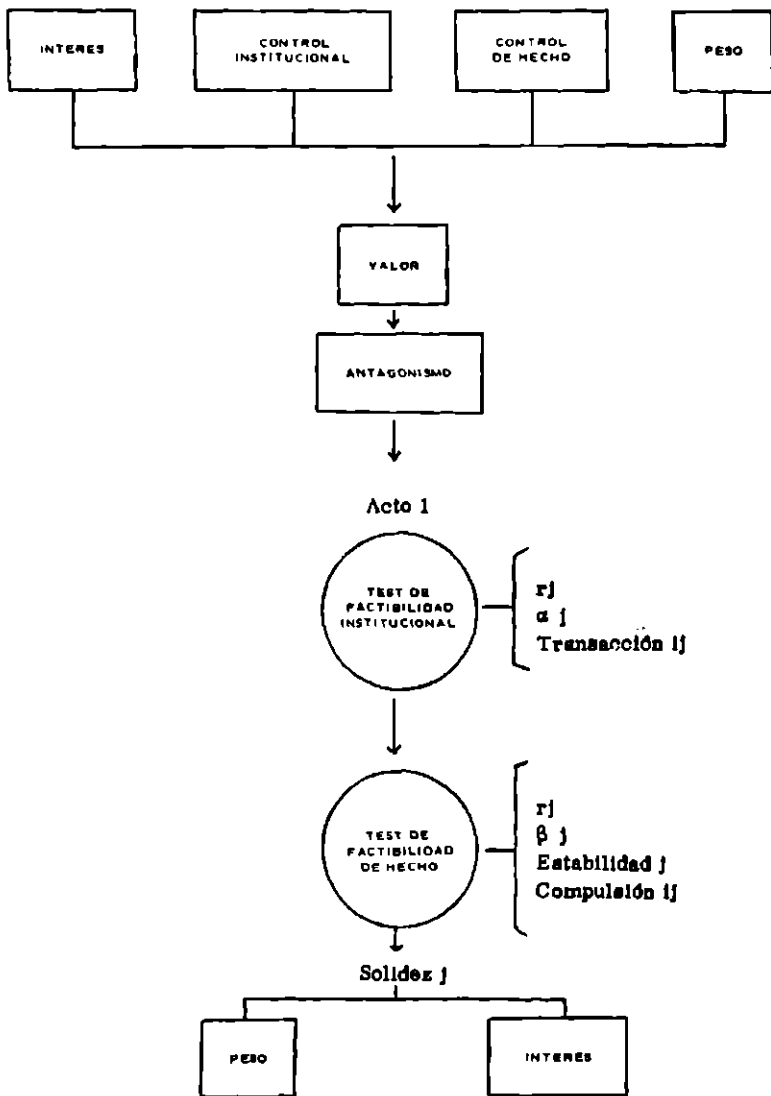 INTERES
CONTROL
INSTITUCIONAL
CONTROL
DE HECHO
PESO
VALOR
ANTAGONISMO
Acto 1
TEST DE
FACTIBILIDAD
INSTITUCIONAL
rj
α j
Transacción ij
TEST DE
FACTIBILIDAD
DE HECHO
rj
β j
Estabilidad j
Compulsión ij
Solidez j
PESO
INTERES